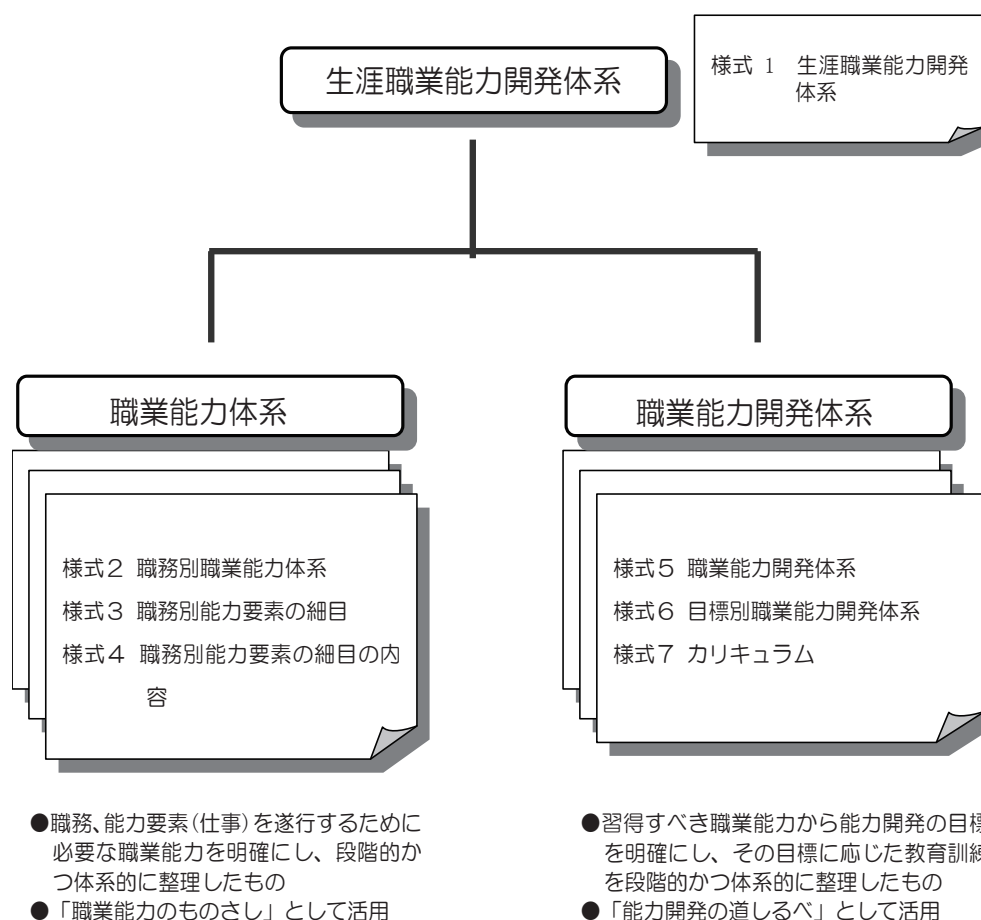 生涯職業能力開発体系
様式 1 生涯職業能力開発
体系
職業能力体系
様式2 職務別職業能力体系
様式3 職務別能力要素の細目
様式4 職務別能力要素の細目の内
容
●職務、能力要素(仕事)を遂行するために
必要な職業能力を明確にし、段階的か
つ体系的に整理したもの
●「職業能力のものさし」として活用
職業能力開発体系
様式5 職業能力開発体系
様式6 目標別職業能力開発体系
様式7 カリキュラム
●習得すべき職業能力から能力開発の目標
を明確にし、その目標に応じた教育訓練
を段階的かつ体系的に整理したもの
●「能力開発の道しるべ」として活用